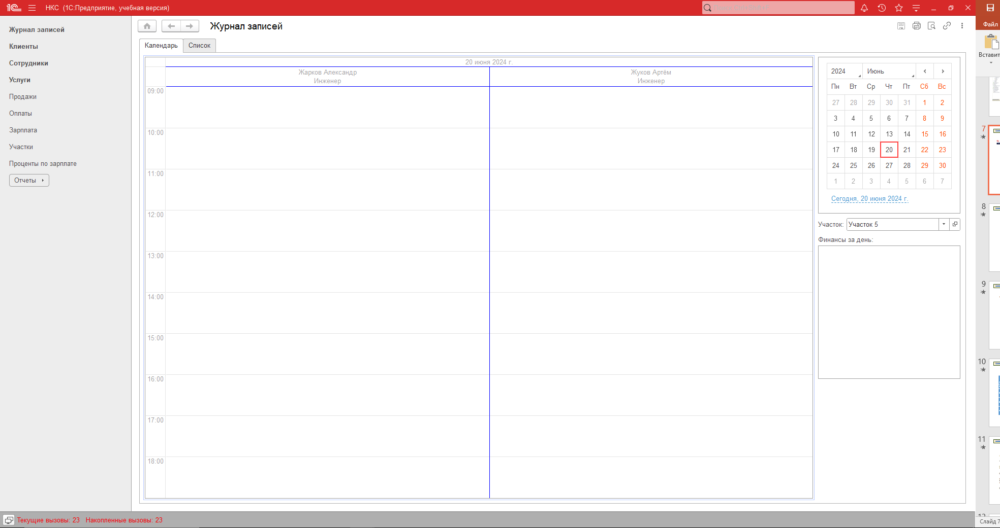 НКС (1С:Предприятие, учебная версия)
Файл
Вставит
Журнал записей
Клиенты
Сотрудники
Услуги
Продажи
Оплаты
Зарплата
Участки
Проценты по зарплате
Отчеты
Журнал записей
Календарь
Список
20 июня 2024 г.
Жарков Александр
Инженер
Жуков Артём
Инженер
09:00
10:00
11:00
12:00
13:00
14:00
15:00
16:00
17:00
18:00
2024 Июнь
Пн Вт Ср Чт Пт Сб Вс
27 28 29 30 31 1 2
3 4 5 6 7 8 9
10 11 12 13 14 15 16
17 18 19 20 21 22 23
24 25 26 27 28 29 30
1 2 3 4 5 6 7
Сегодня, 20 июня 2024 г.
Участок: Участок 5
Финансы за день:
7
8
9
10
11
Слайд 7
Текущие вызовы: 23 Накопленные вызовы: 23